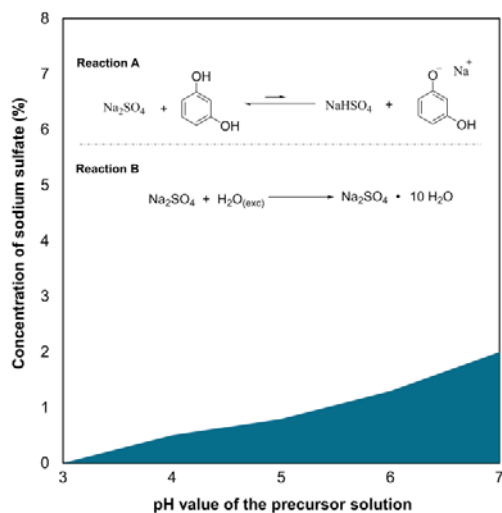 8
7
6
5
4
3
2
1
0
Concentration of sodium sulfate (%)
Reaction A
Na₂SO₄ + OH OH NaHSO₄ + O⁻ Na⁺ OH
Reaction B
Na₂SO₄ + H₂O(exc) Na₂SO₄ • 10 H₂O
3 4 5 6 7
pH value of the precursor solution